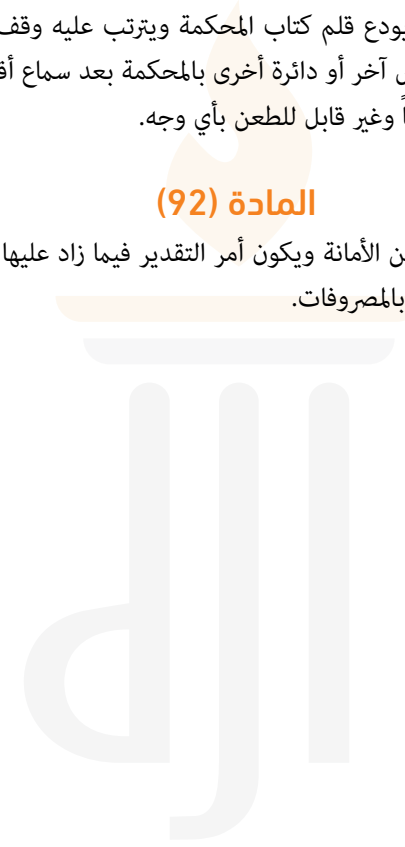 يودع قلم كتاب المحكمة ويترتب عليه وقف
آخر أو دائرة أخرى بالمحكمة بعد سماع
وغير قابل للطعن بأي وجه.
المادة (92)
الأمانة ويكون أمر التقدير فيما زاد عليها
بالمصروفات.